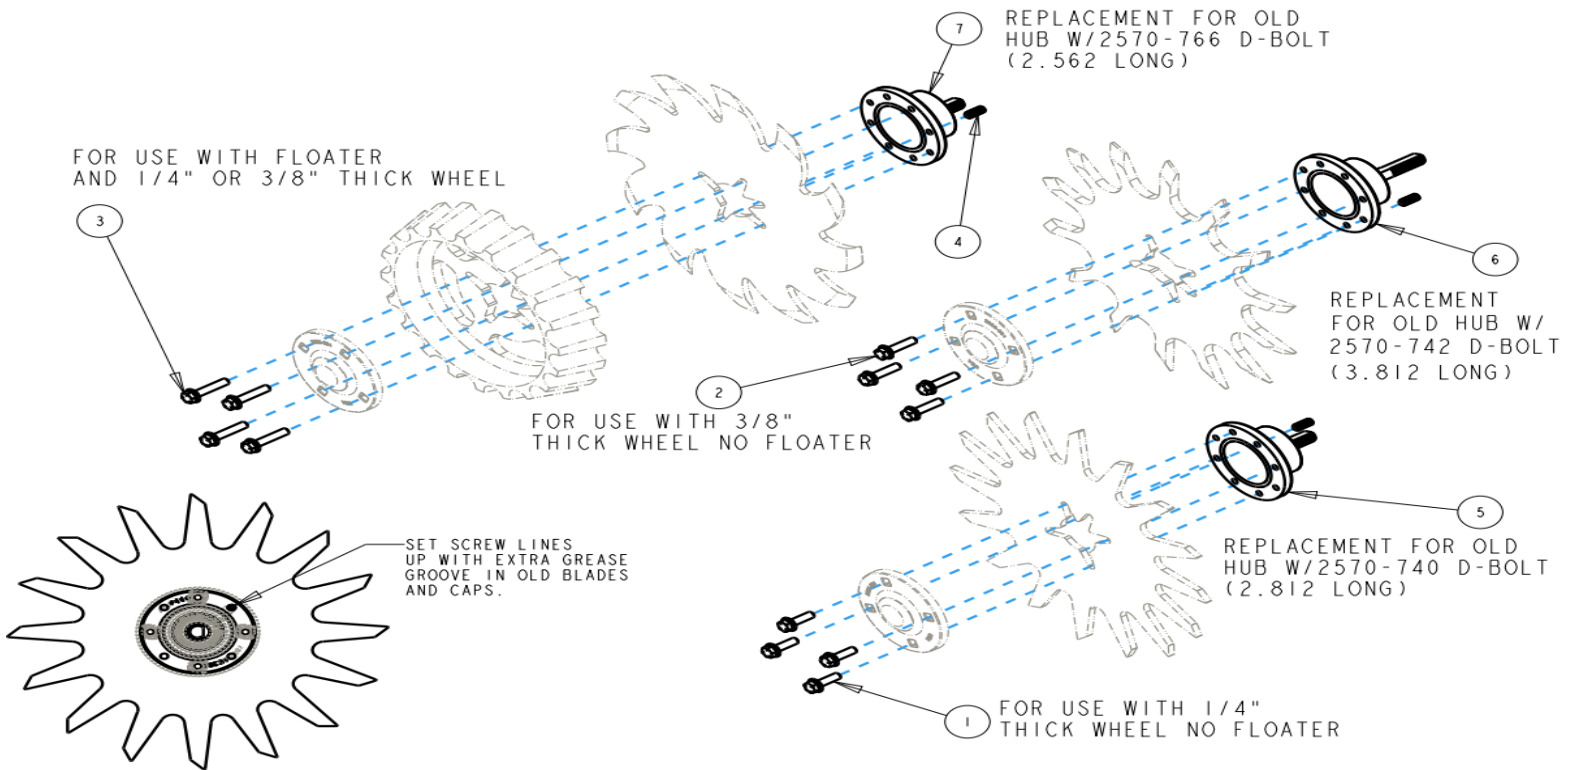 7
REPLACEMENT FOR OLD
HUB W/2570-766 D-BOLT
(2.562 LONG)
FOR USE WITH FLOATER
AND 1/4" OR 3/8" THICK WHEEL
3
4
6
REPLACEMENT
FOR OLD HUB W/
2570-742 D-BOLT
(3.812 LONG)
2
FOR USE WITH 3/8"
THICK WHEEL NO FLOATER
5
REPLACEMENT FOR OLD
HUB W/2570-740 D-BOLT
(2.812 LONG)
SET SCREW LINES
UP WITH EXTRA GREASE
GROOVE IN OLD BLADES
AND CAPS.
1
FOR USE WITH 1/4"
THICK WHEEL NO FLOATER